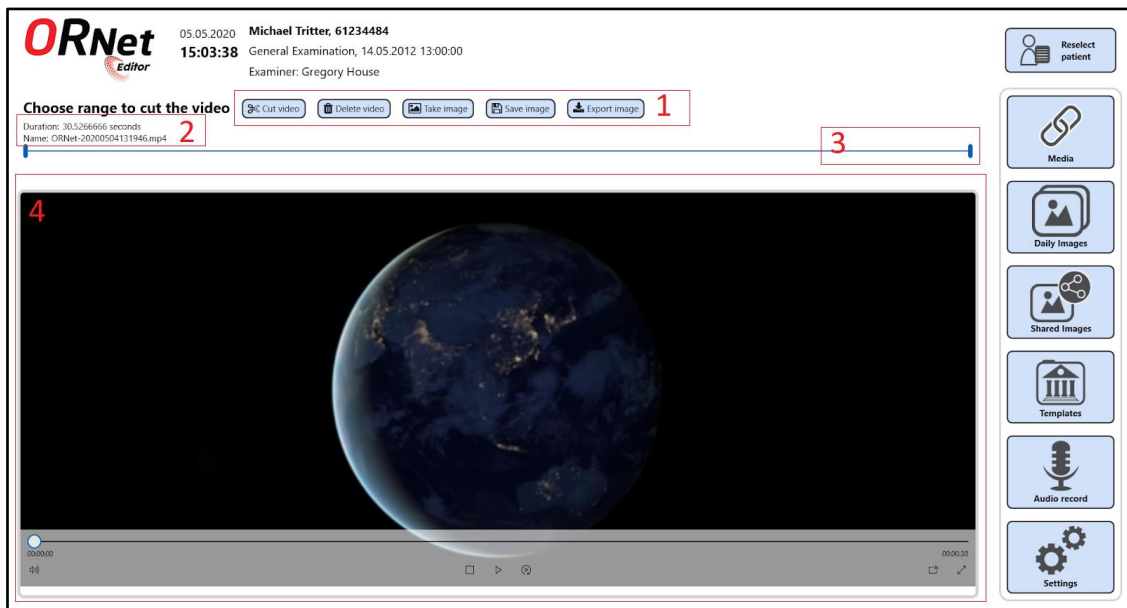 ORNet
Editor
05.05.2020
15:03:38
Michael Tritter, 61234484
General Examination, 14.05.2012 13:00:00
Examiner: Gregory House
Reselect
patient
Choose range to cut the video
Cut video
Delete video
Take image
Save image
Export image
1
Duration: 30.5266666 seconds
Name: ORNet-20200504131946.mp4
2
3
4
Media
Daily Images
Shared Images
Templates
Audio record
Settings
00:00:00
00:00:30